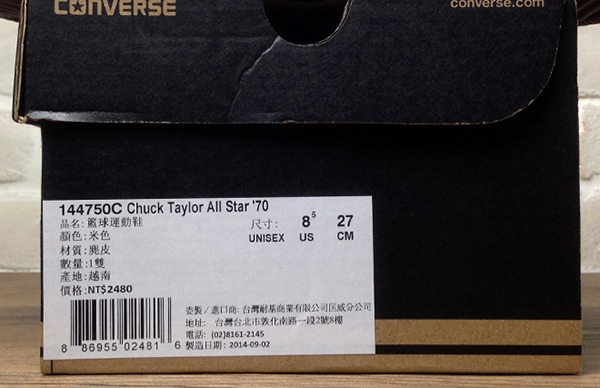 CONVERSE
converse.com
144750C Chuck Taylor All Star '70
品名:籃球運動鞋
尺寸: 8⁵ 27
顏色:米色
UNISEX US CM
材質:麂皮
數量:1雙
產地:越南
價格:NT$2480
委製/進口商:台灣耐基商業有限公司匡威分公司
地址: 台灣台北市敦化南路一段2號8樓
電話: (02)8161-2145
8 86955 02481 6 製造日期:2014-09-02